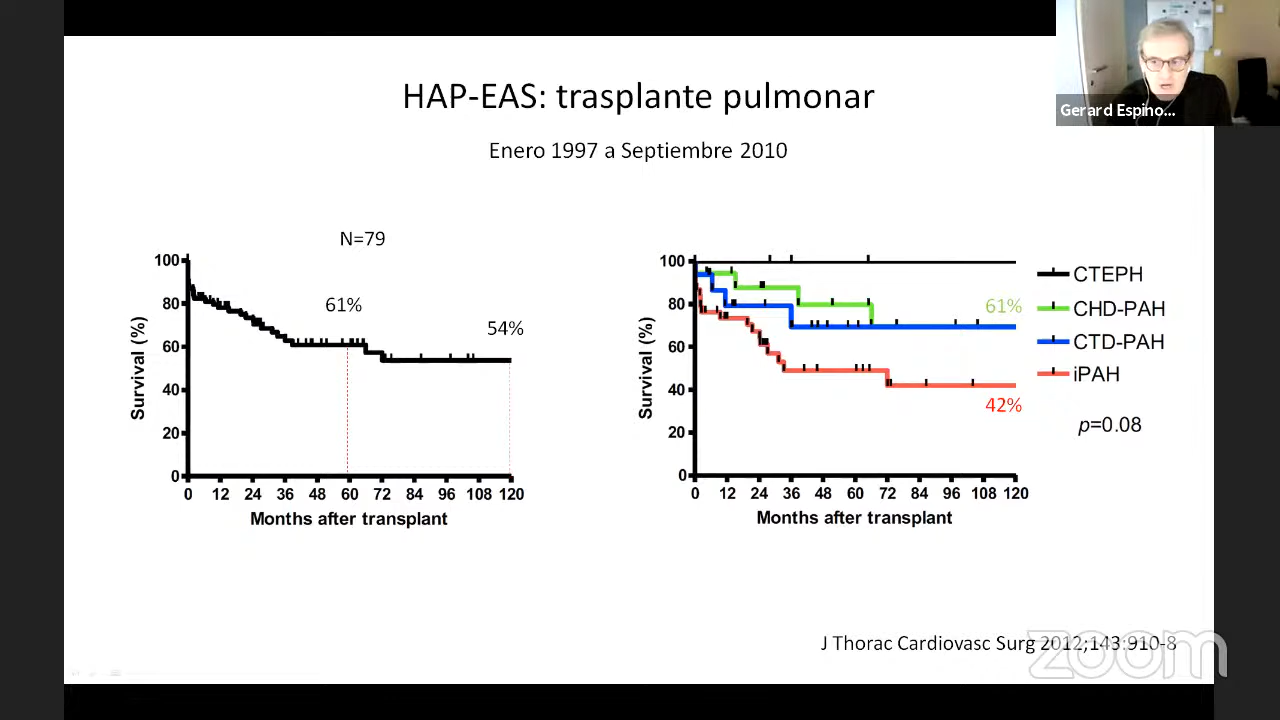 HAP-EAS: trasplante pulmonar
Gerard Espino...
Enero 1997 a Septiembre 2010
N=79
100
80
60
40
20
0
Survival (%)
61%
54%
0 12 24 36 48 60 72 84 96 108 120
Months after transplant
100
80
60
40
20
0
Survival (%)
61%
42%
0 12 24 36 48 60 72 84 96 108 120
Months after transplant
CTEPH
CHD-PAH
CTD-PAH
iPAH
p=0.08
J Thorac Cardiovasc Surg 2012;143:910-8
zoom